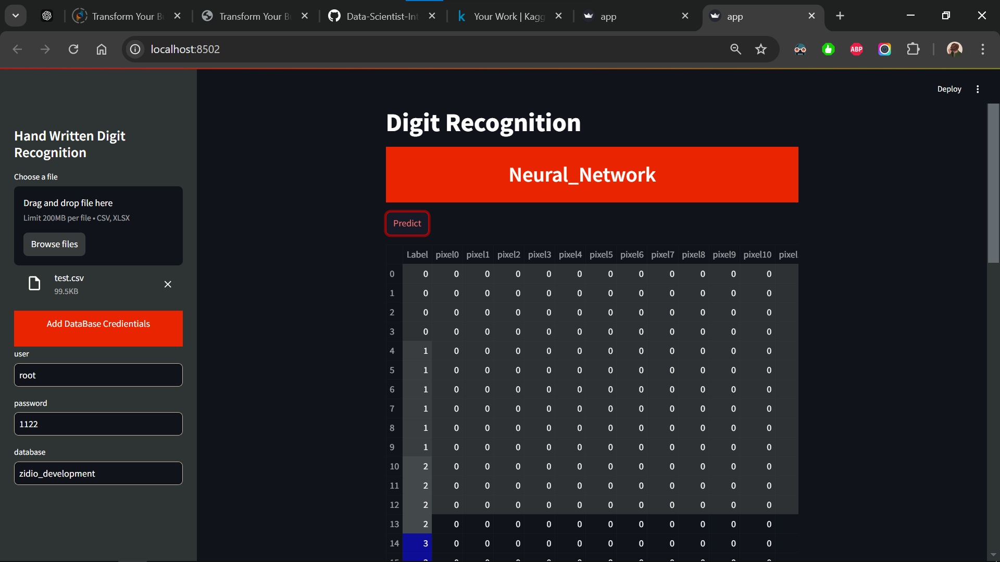 Transform Your B
Transform Your B
Data-Scientist-Int
Your Work | Kagg
app
app
localhost:8502
ABP
Deploy
Hand Written Digit
Recognition
Choose a file
Drag and drop file here
Limit 200MB per file • CSV, XLSX
Browse files
test.csv
99.5KB
Add DataBase Credientials
user
root
password
1122
database
zidio_development
Digit Recognition
Neural_Network
Predict
Label pixel0 pixel1 pixel2 pixel3 pixel4 pixel5 pixel6 pixel7 pixel8 pixel9 pixel10 pixel
0 0 0 0 0 0 0 0 0 0 0 0 0
1 0 0 0 0 0 0 0 0 0 0 0 0
2 0 0 0 0 0 0 0 0 0 0 0 0
3 0 0 0 0 0 0 0 0 0 0 0 0
4 1 0 0 0 0 0 0 0 0 0 0 0
5 1 0 0 0 0 0 0 0 0 0 0 0
6 1 0 0 0 0 0 0 0 0 0 0 0
7 1 0 0 0 0 0 0 0 0 0 0 0
8 1 0 0 0 0 0 0 0 0 0 0 0
9 1 0 0 0 0 0 0 0 0 0 0 0
10 2 0 0 0 0 0 0 0 0 0 0 0
11 2 0 0 0 0 0 0 0 0 0 0 0
12 2 0 0 0 0 0 0 0 0 0 0 0
13 2 0 0 0 0 0 0 0 0 0 0 0
14 3 0 0 0 0 0 0 0 0 0 0 0